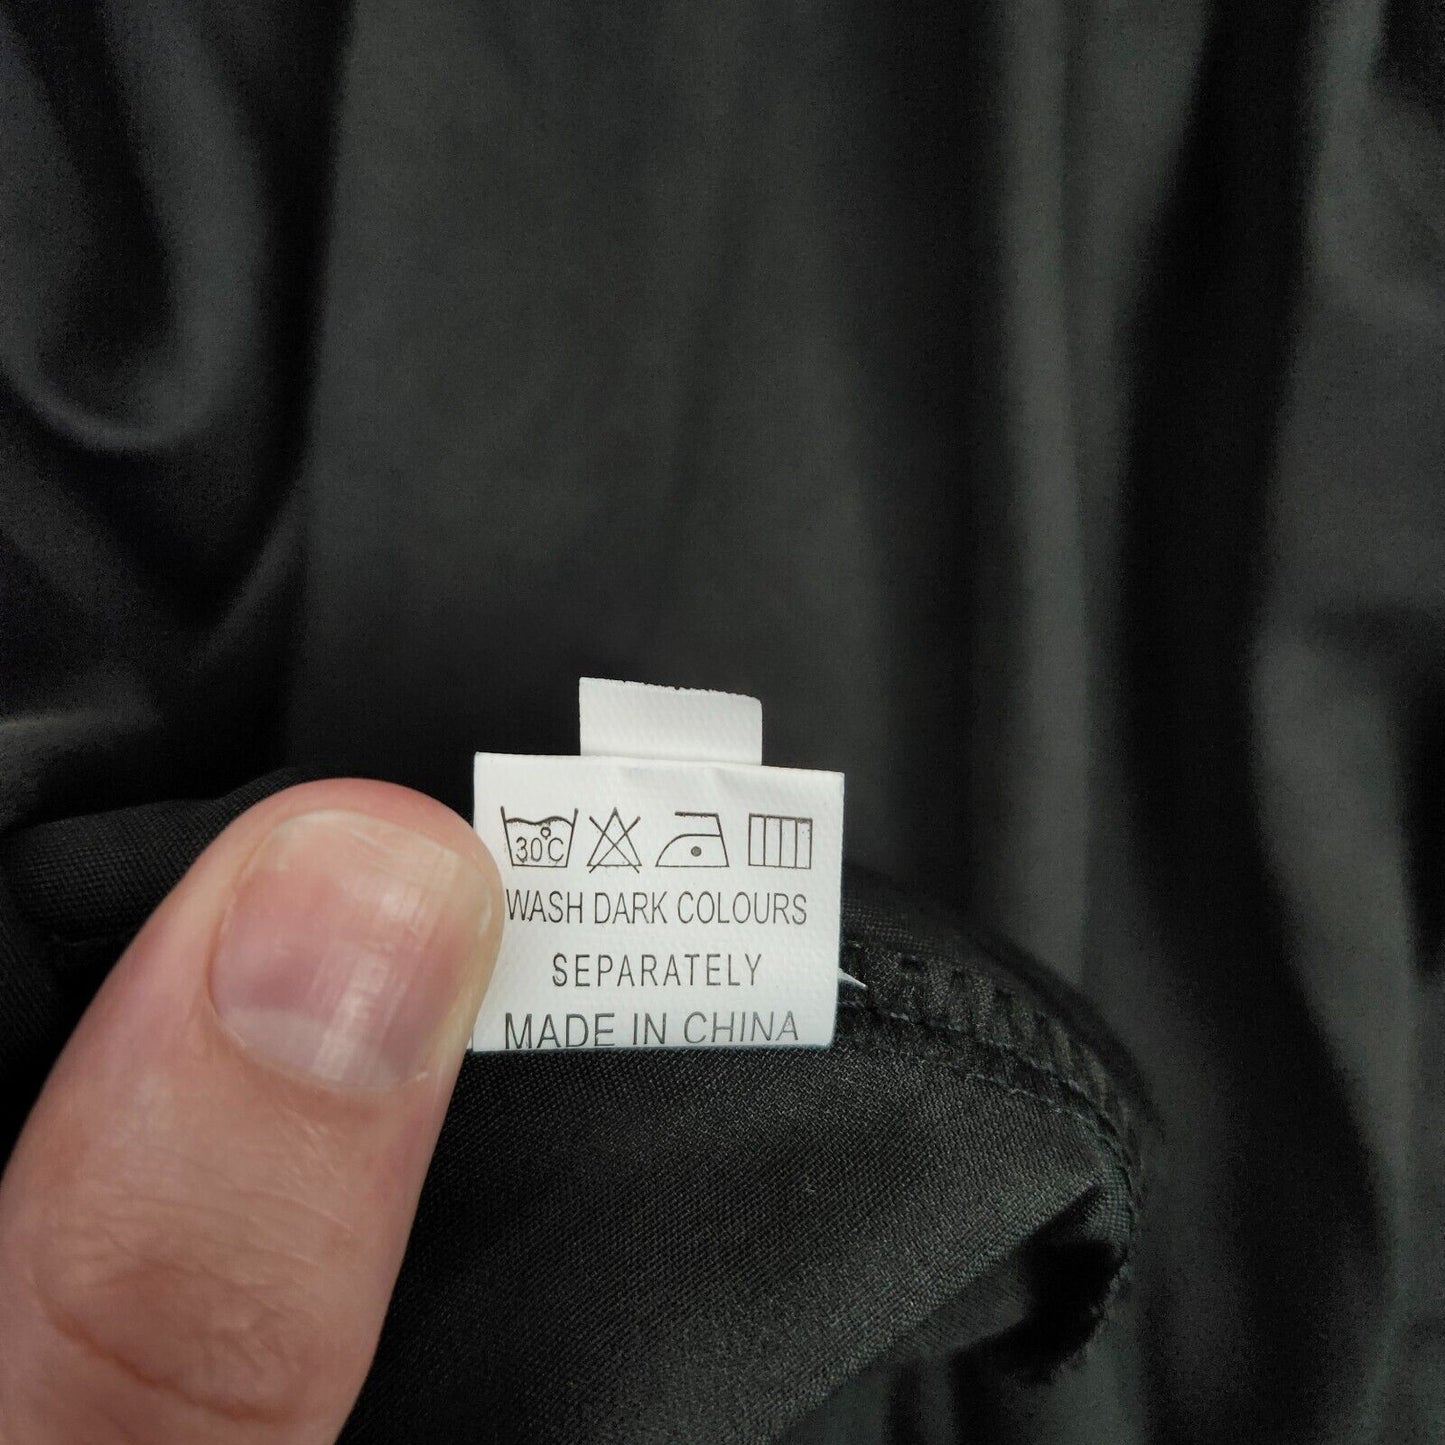 30°C
WASH DARK COLOURS
SEPARATELY
MADE IN CHINA